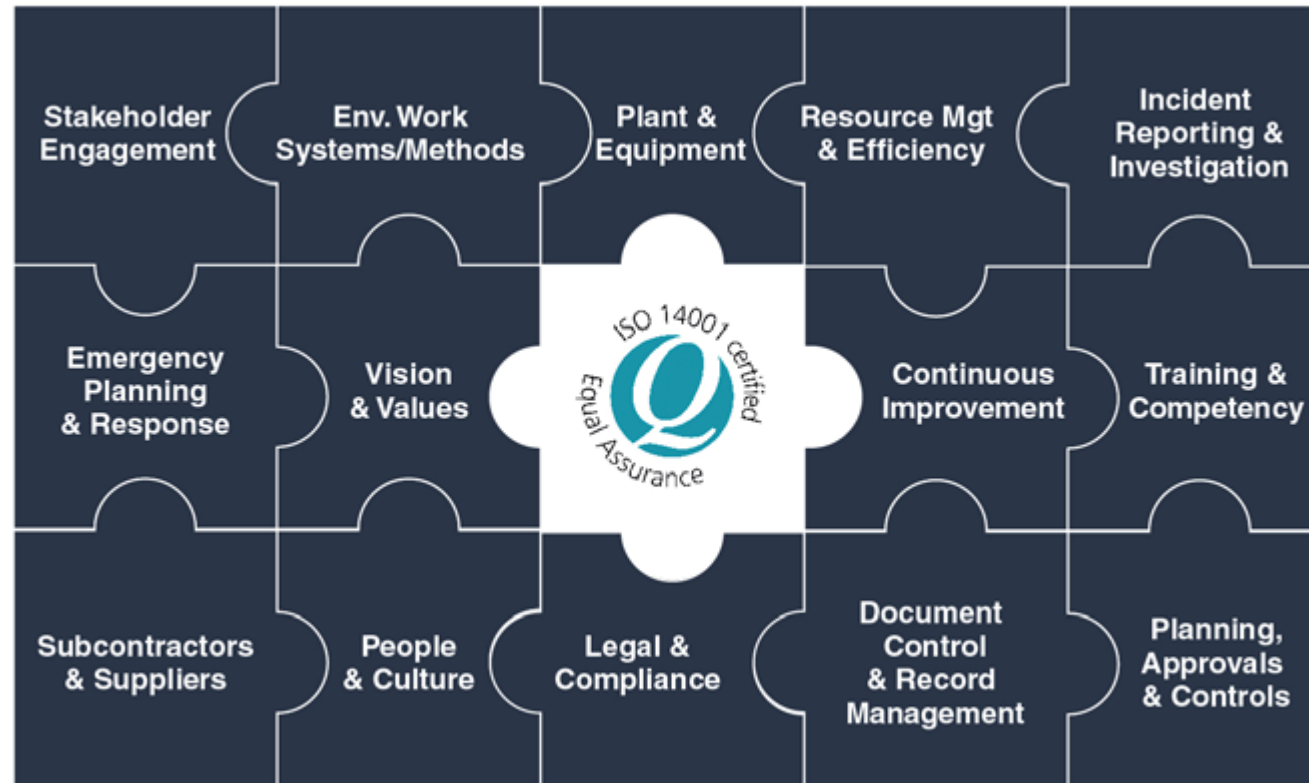 Stakeholder
Engagement
Env. Work
Systems/Methods
Plant &
Equipment
Resource Mgt
& Efficiency
Incident
Reporting &
Investigation
Emergency
Planning
& Response
Vision
& Values
ISO 14001 certified
Q
Equal Assurance
Continuous
Improvement
Training &
Competency
Subcontractors
& Suppliers
People
& Culture
Legal &
Compliance
Document
Control
& Record
Management
Planning,
Approvals
& Controls